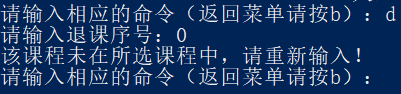 请输入相应的命令（返回菜单请按b）：d
请输入退课序号：0
该课程未在所选课程中，请重新输入！
请输入相应的命令（返回菜单请按b）：